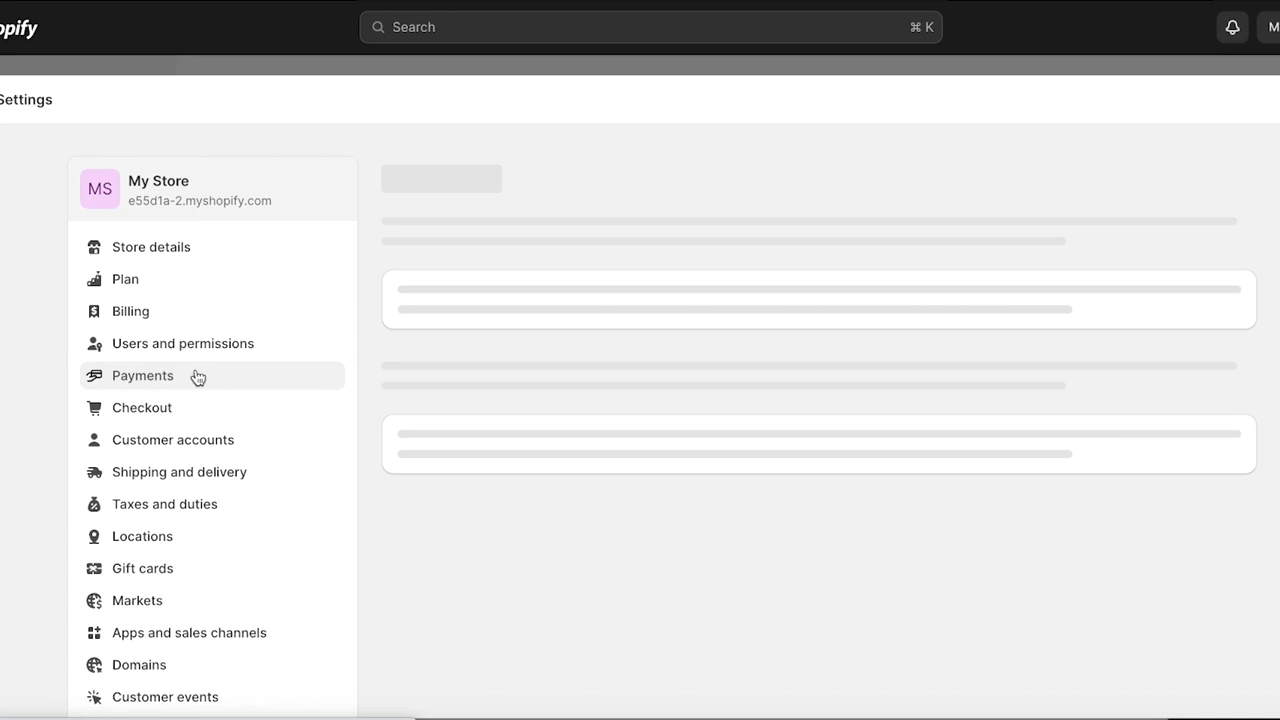 opify
Search
⌘ K
M
Settings
MS
My Store
e55d1a-2.myshopify.com
Store details
Plan
Billing
Users and permissions
Payments
Checkout
Customer accounts
Shipping and delivery
Taxes and duties
Locations
Gift cards
Markets
Apps and sales channels
Domains
Customer events